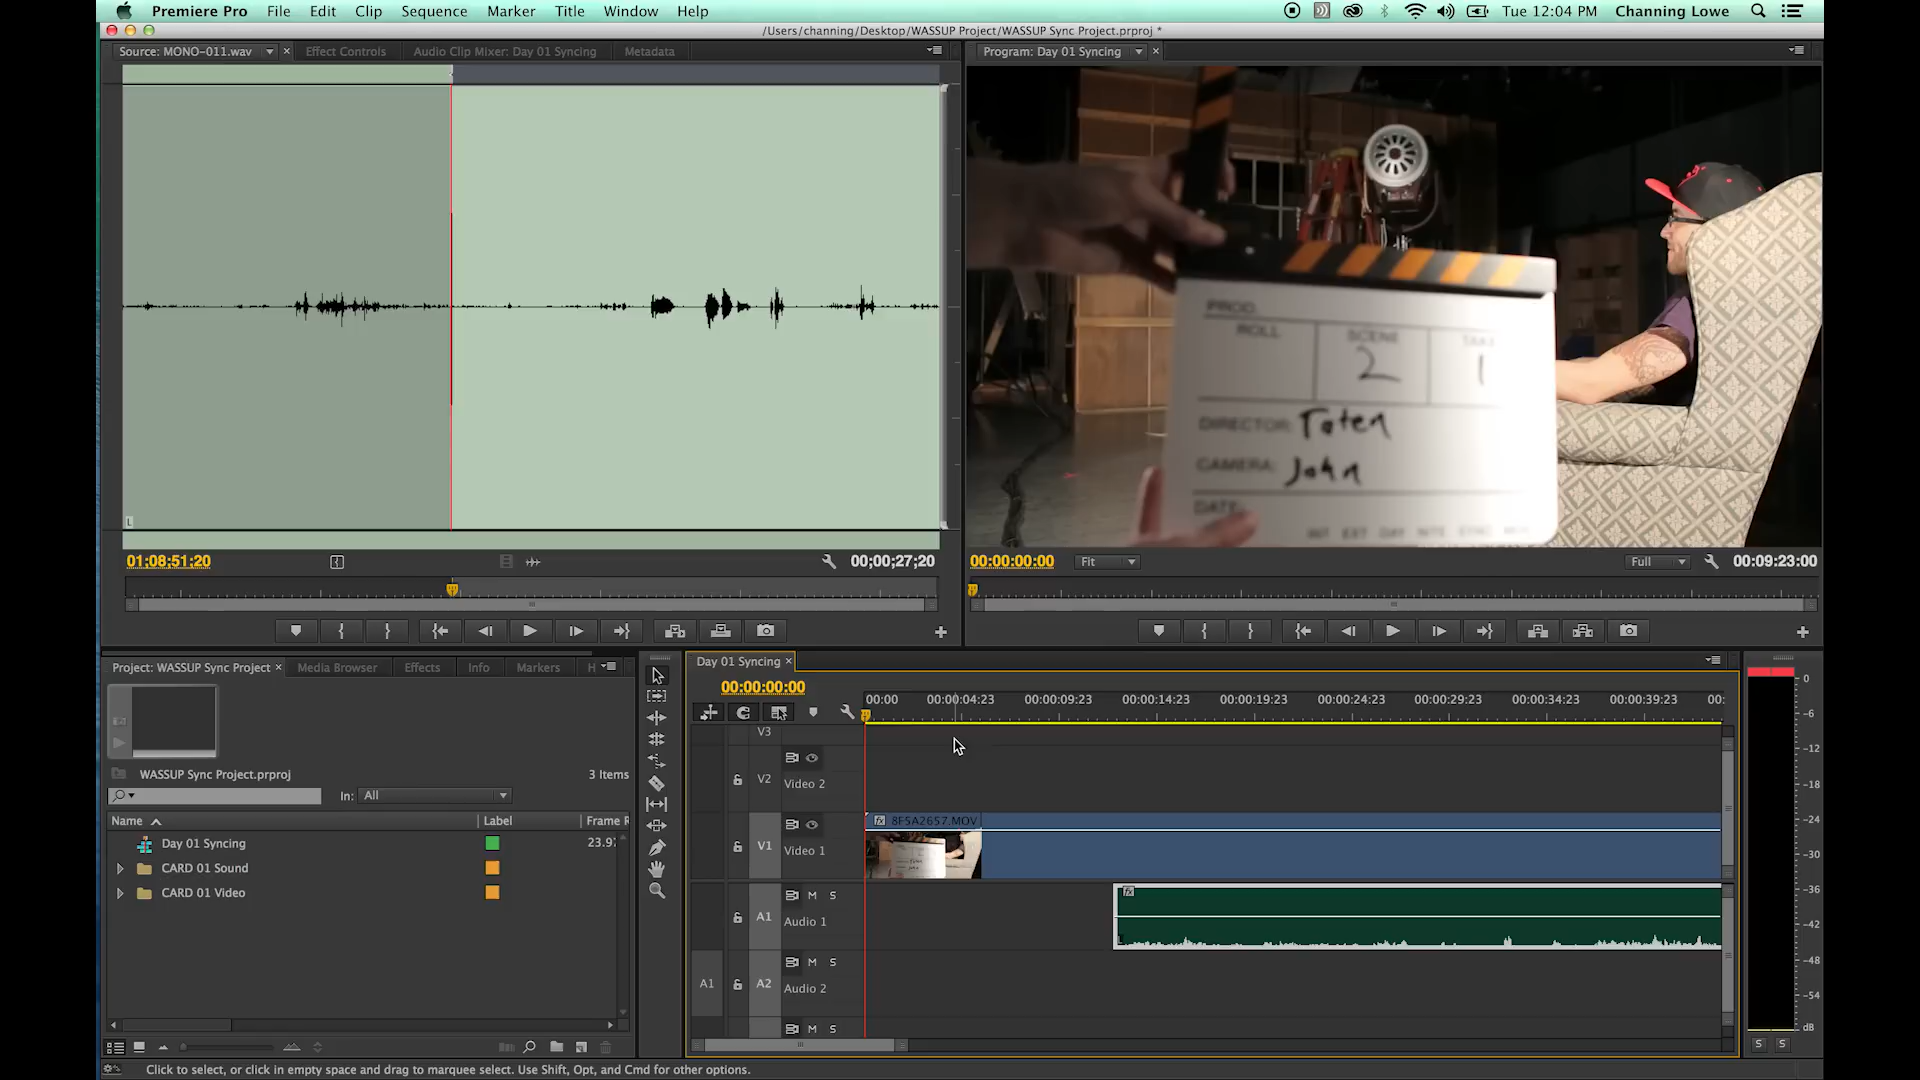 Premiere Pro File Edit Clip Sequence Marker Title Window Help Tue 12:04 PM Channing Lowe
/Users/channing/Desktop/WASSUP Project/WASSUP Sync Project.prproj *
Source: MONO-011.wav Effect Controls Audio Clip Mixer: Day 01 Syncing Metadata
Program: Day 01 Syncing
PROD.
ROLL SCENE TAKE
2 1
DIRECTOR: Taten
CAMERA: John
DATE:
INT EXT DAY NITE SYNC MOS
L
01:08:51:20 00;00;27;20
00:00:00:00 Fit Full 00:09:23:00
Project: WASSUP Sync Project Media Browser Effects Info Markers H
WASSUP Sync Project.prproj 3 Items
In: All
Name Label Frame R
Day 01 Syncing 23.97
CARD 01 Sound
CARD 01 Video
Day 01 Syncing
00:00:00:00
00:00 00:00:04:23 00:00:09:23 00:00:14:23 00:00:19:23 00:00:24:23 00:00:29:23 00:00:34:23 00:00:39:23 00:
V3
V2 Video 2
fx 8F5A2657.MOV
V1 Video 1
M S
fx
A1 Audio 1
M S
A1 A2 Audio 2
M S
0
-6
-12
-18
-24
-30
-36
-42
-48
-54
dB
S S
Click to select, or click in empty space and drag to marquee select. Use Shift, Opt, and Cmd for other options.